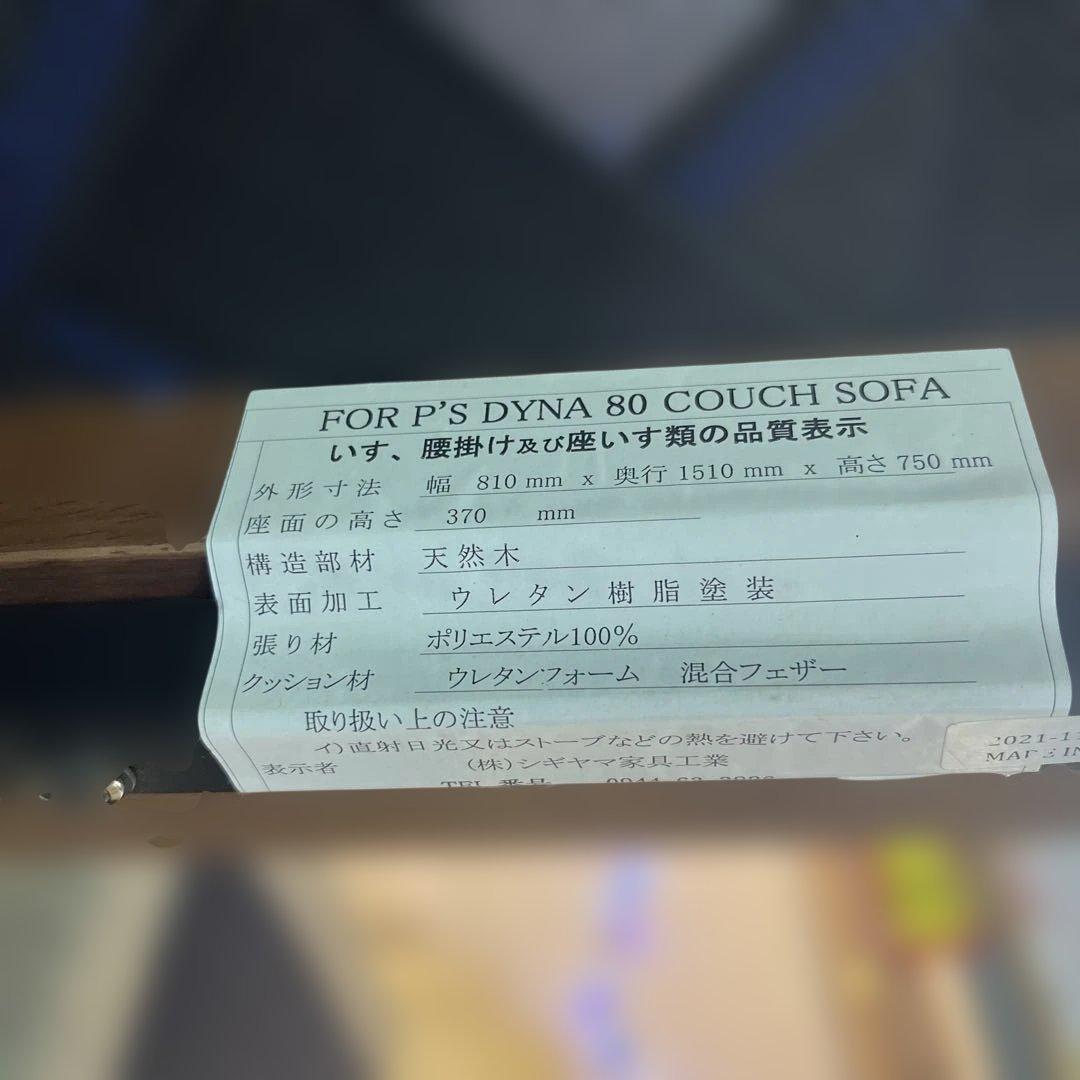 FOR P'S DYNA 80 COUCH SOFA
いす、腰掛け及び座いす類の品質表示
外形寸法 幅 810 mm x 奥行 1510 mm x 高さ 750 mm
座面の高さ 370 mm
構造部材 天然木
表面加工 ウレタン樹脂塗装
張り材 ポリエステル100%
クッション材 ウレタンフォーム 混合フェザー
取り扱い上の注意
イ)直射日光又はストーブなどの熱を避けて下さい。
表示者 (株)シギヤマ家具工業
TEL 番号
2021-11
MADE IN